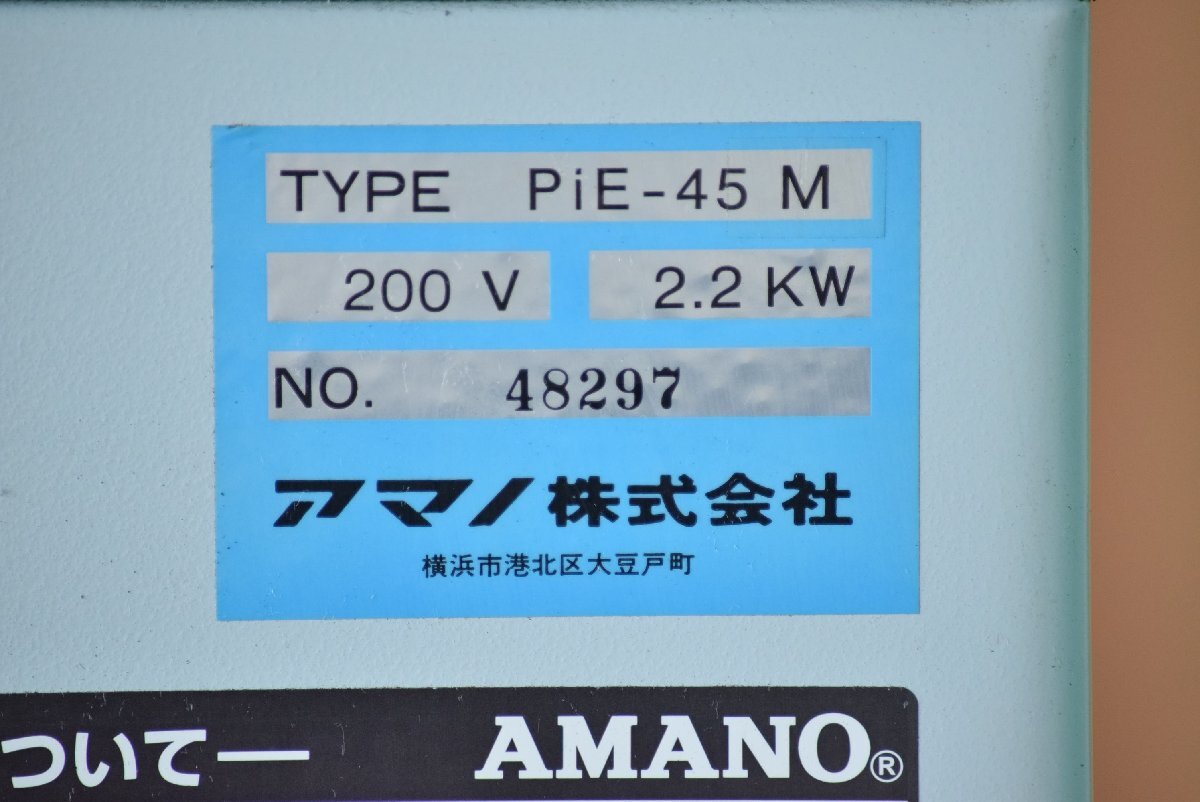 TYPE PiE-45 M
200 V 2.2 KW
NO. 48297
アマノ株式会社
横浜市港北区大豆戸町
ついて— AMANO®